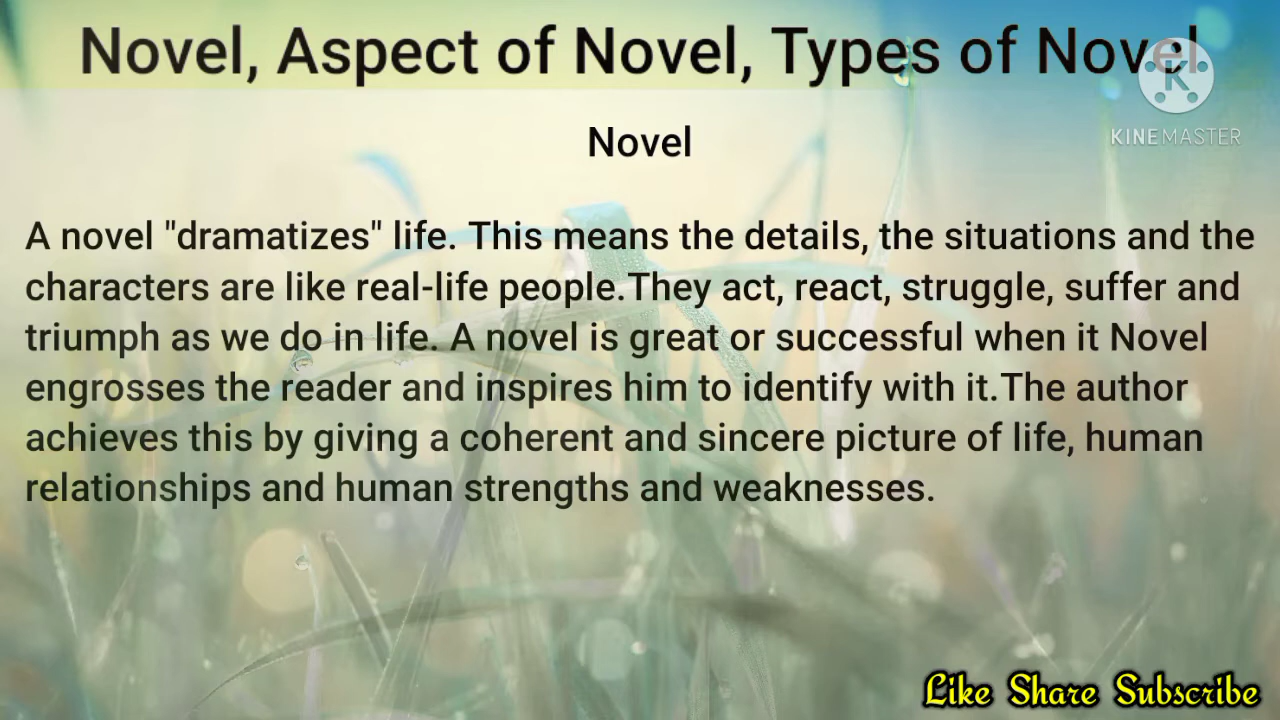 Novel, Aspect of Novel, Types of Novel
K
KINEMASTER
Novel
A novel "dramatizes" life. This means the details, the situations and the
characters are like real-life people.They act, react, struggle, suffer and
triumph as we do in life. A novel is great or successful when it Novel
engrosses the reader and inspires him to identify with it.The author
achieves this by giving a coherent and sincere picture of life, human
relationships and human strengths and weaknesses.
Like Share Subscribe